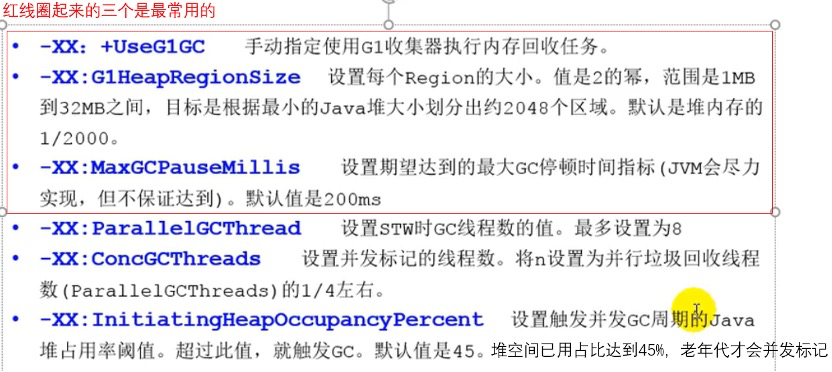 红线圈起来的三个是最常用的
• -XX：+UseG1GC 手动指定使用G1收集器执行内存回收任务。
• -XX:G1HeapRegionSize 设置每个Region的大小。值是2的幂，范围是1MB
到32MB之间，目标是根据最小的Java堆大小划分出约2048个区域。默认是堆内存的
1/2000。
• -XX:MaxGCPauseMillis 设置期望达到的最大GC停顿时间指标(JVM会尽力
实现，但不保证达到)。默认值是200ms
• -XX:ParallelGCThread 设置STW时GC线程数的值。最多设置为8
• -XX:ConcGCThreads 设置并发标记的线程数。将n设置为并行垃圾回收线程
数(ParallelGCThreads)的1/4左右。
• -XX:InitiatingHeapOccupancyPercent 设置触发并发GC周期的Java
堆占用率阈值。超过此值，就触发GC。默认值是45。堆空间已用占比达到45%，老年代才会并发标记